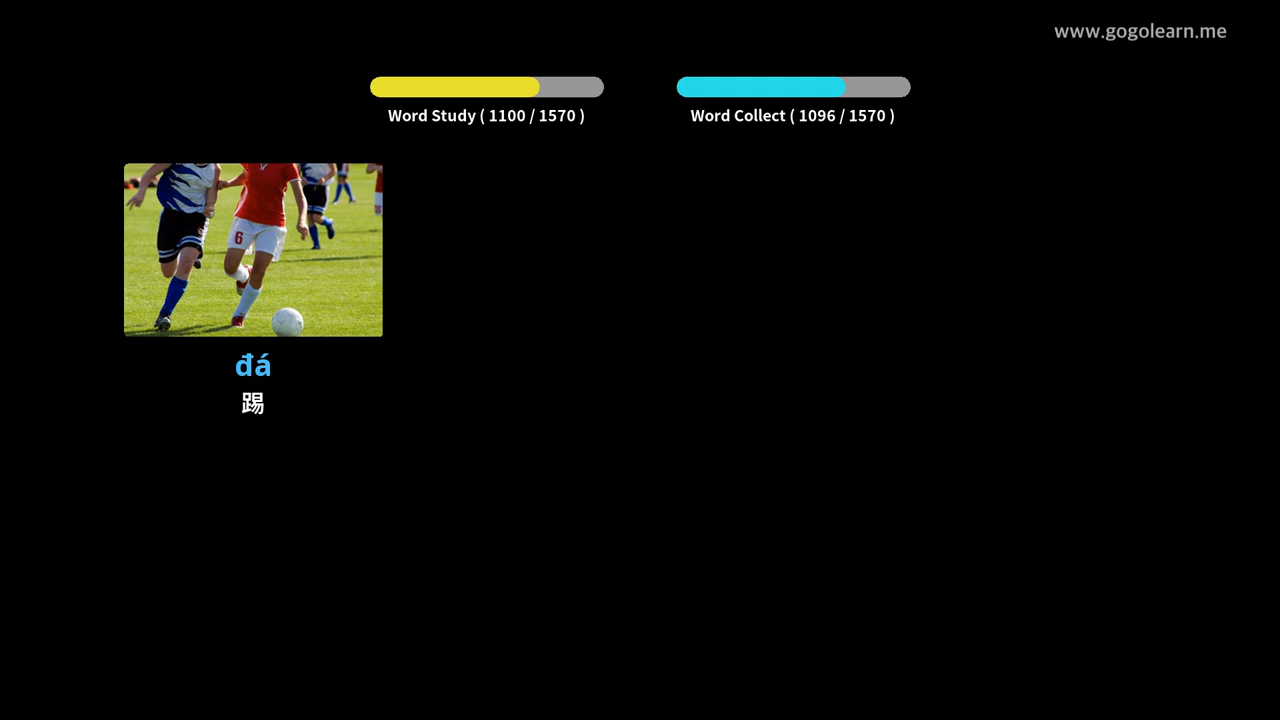 www.gogolearn.me
Word Study ( 1100 / 1570 )
Word Collect ( 1096 / 1570 )
6
đá
踢